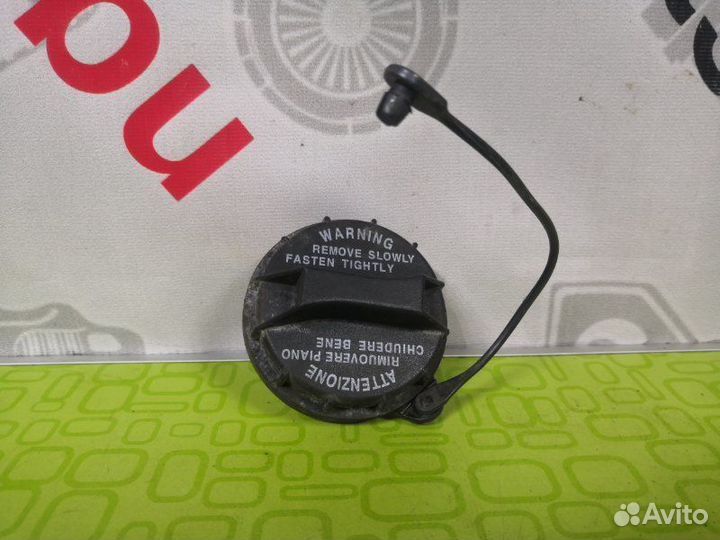 WARNING
REMOVE SLOWLY
FASTEN TIGHTLY
ATTENZIONE
RIMUOVERE PIANO
CHIUDERE BENE
Avito